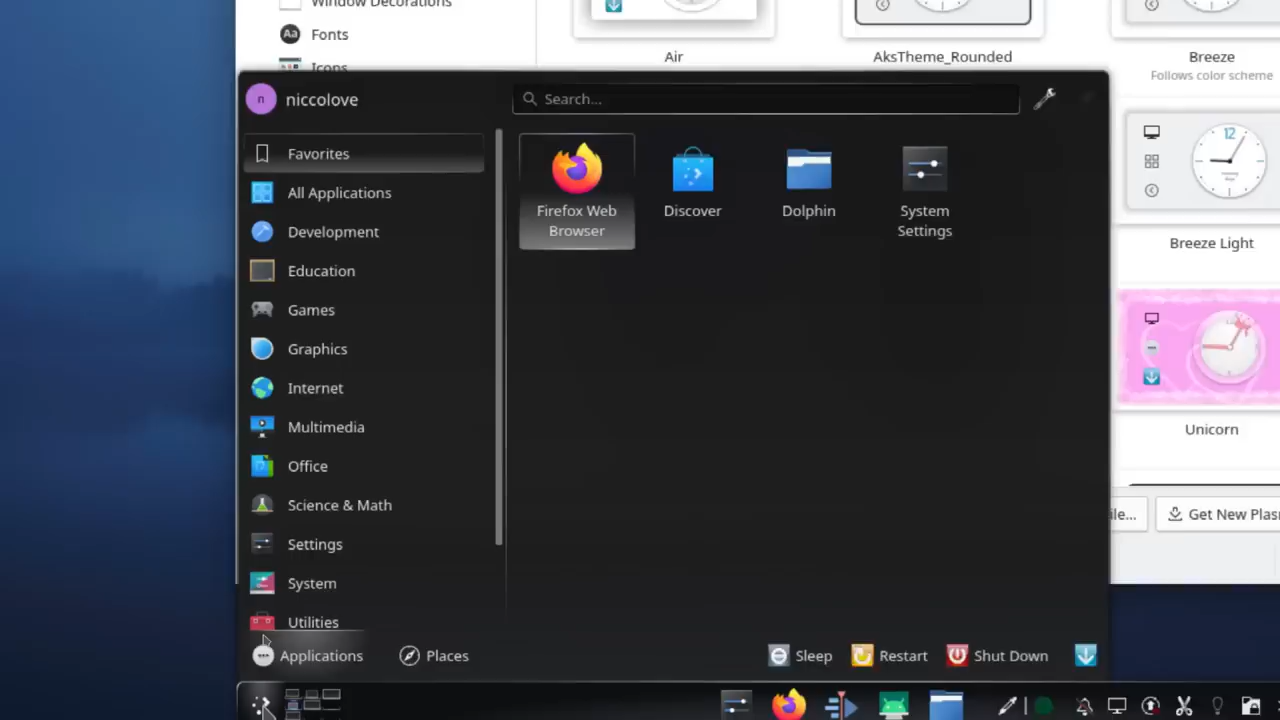 Window Decorations
Fonts
Icons
Air
AksTheme_Rounded
Breeze
Follows color scheme
niccolove
Search...
Favorites
All Applications
Development
Education
Games
Graphics
Internet
Multimedia
Office
Science & Math
Settings
System
Utilities
Firefox Web
Browser
Discover
Dolphin
System
Settings
12
Breeze Light
Unicorn
ile...
Get New Plas
Applications
Places
Sleep
Restart
Shut Down